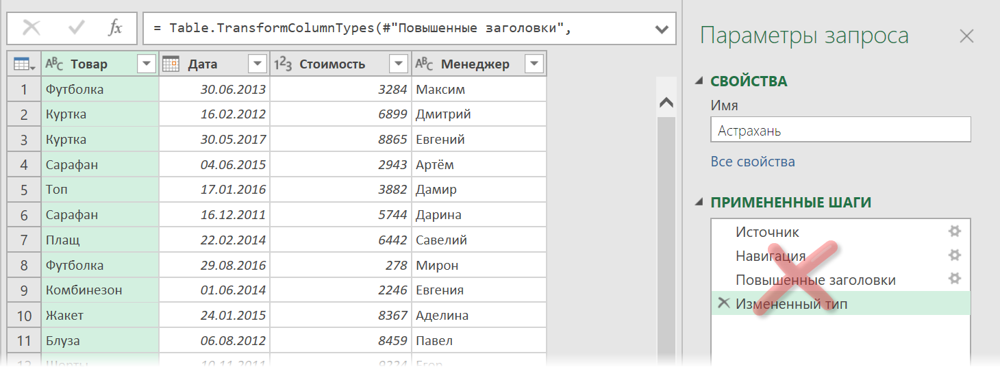 fx = Table.TransformColumnTypes(#"Повышенные заголовки",
ABC Товар Дата 123 Стоимость ABC Менеджер
1 Футболка 30.06.2013 3284 Максим
2 Куртка 16.02.2012 6899 Дмитрий
3 Куртка 30.05.2017 8865 Евгений
4 Сарафан 04.06.2015 2943 Артём
5 Топ 17.01.2016 3882 Дамир
6 Сарафан 16.12.2011 5744 Дарина
7 Плащ 22.02.2014 6442 Савелий
8 Футболка 29.08.2016 278 Мирон
9 Комбинезон 01.06.2014 2246 Евгения
10 Жакет 24.01.2015 8367 Аделина
11 Блуза 06.08.2012 8459 Павел
12 Шорты 10.11.2011 9224 Егор
Параметры запроса
СВОЙСТВА
Имя
Астрахань
Все свойства
ПРИМЕНЕННЫЕ ШАГИ
Источник
Навигация
Повышенные заголовки
Измененный тип